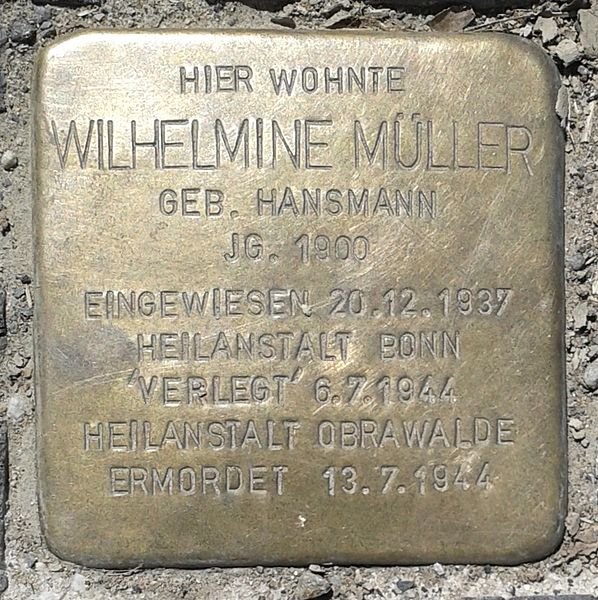 HIER WOHNTE
WILHELMINE MÜLLER
GEB. HANSMANN
JG. 1900
EINGEWIESEN 20.12.1937
HEILANSTALT BONN
'VERLEGT' 6.7.1944
HEILANSTALT OBRAWALDE
ERMORDET 13.7.1944